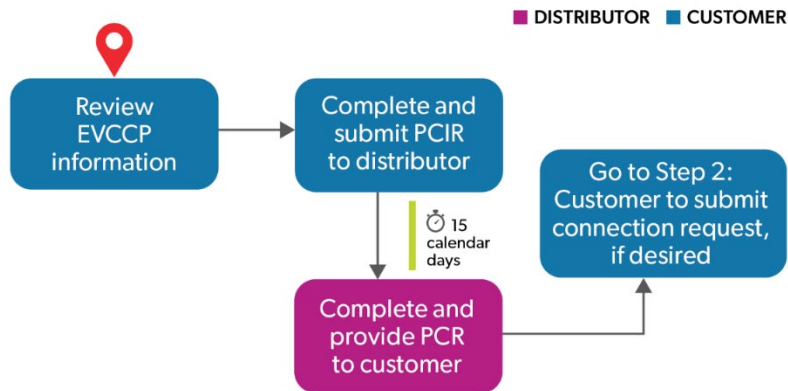 DISTRIBUTOR CUSTOMER
Review
EVCCP
information
Complete and
submit PCIR
to distributor
Go to Step 2:
Customer to submit
connection request,
if desired
15
calendar
days
Complete and
provide PCR
to customer